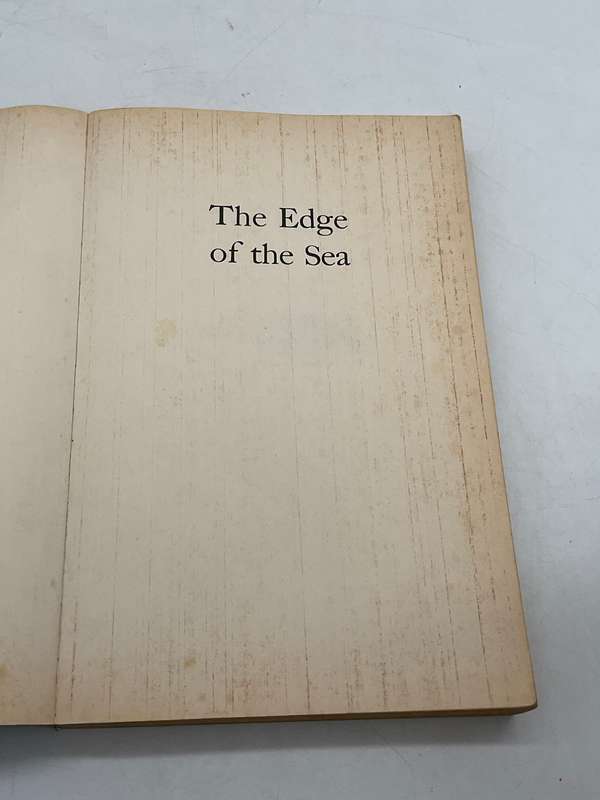 The Edge
of the Sea